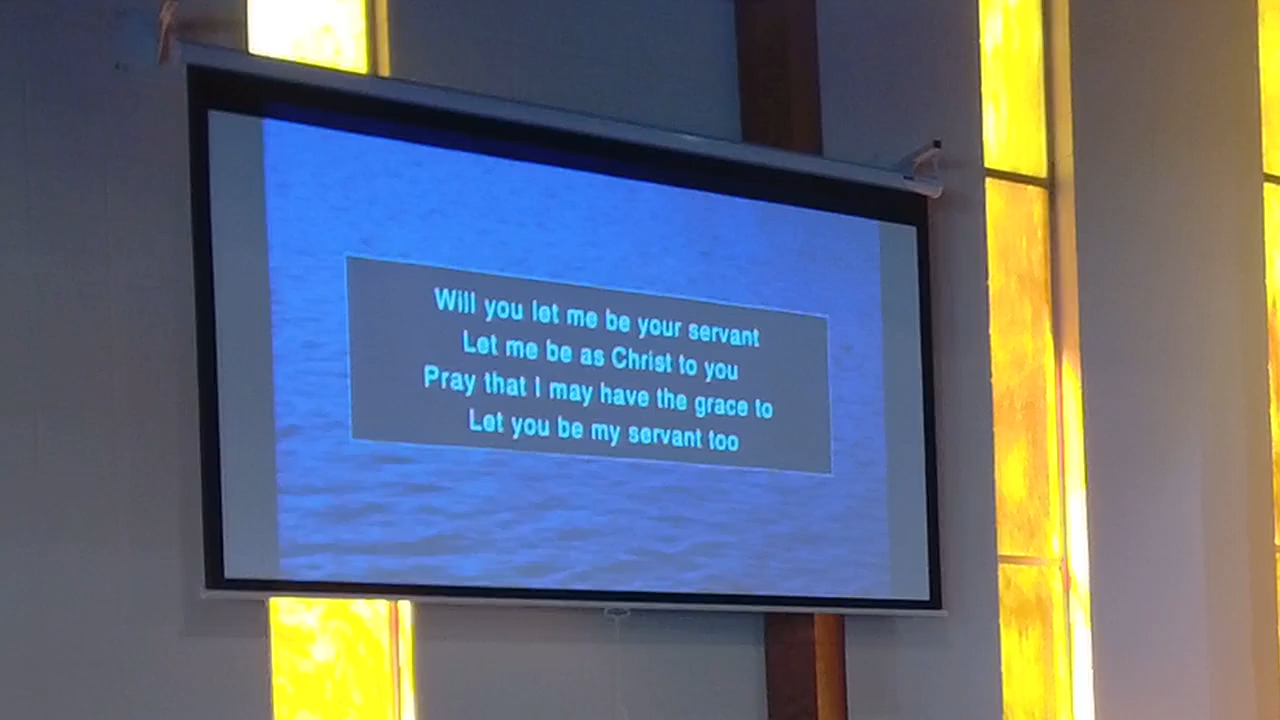 Will you let me be your servant
Let me be as Christ to you
Pray that I may have the grace to
Let you be my servant too